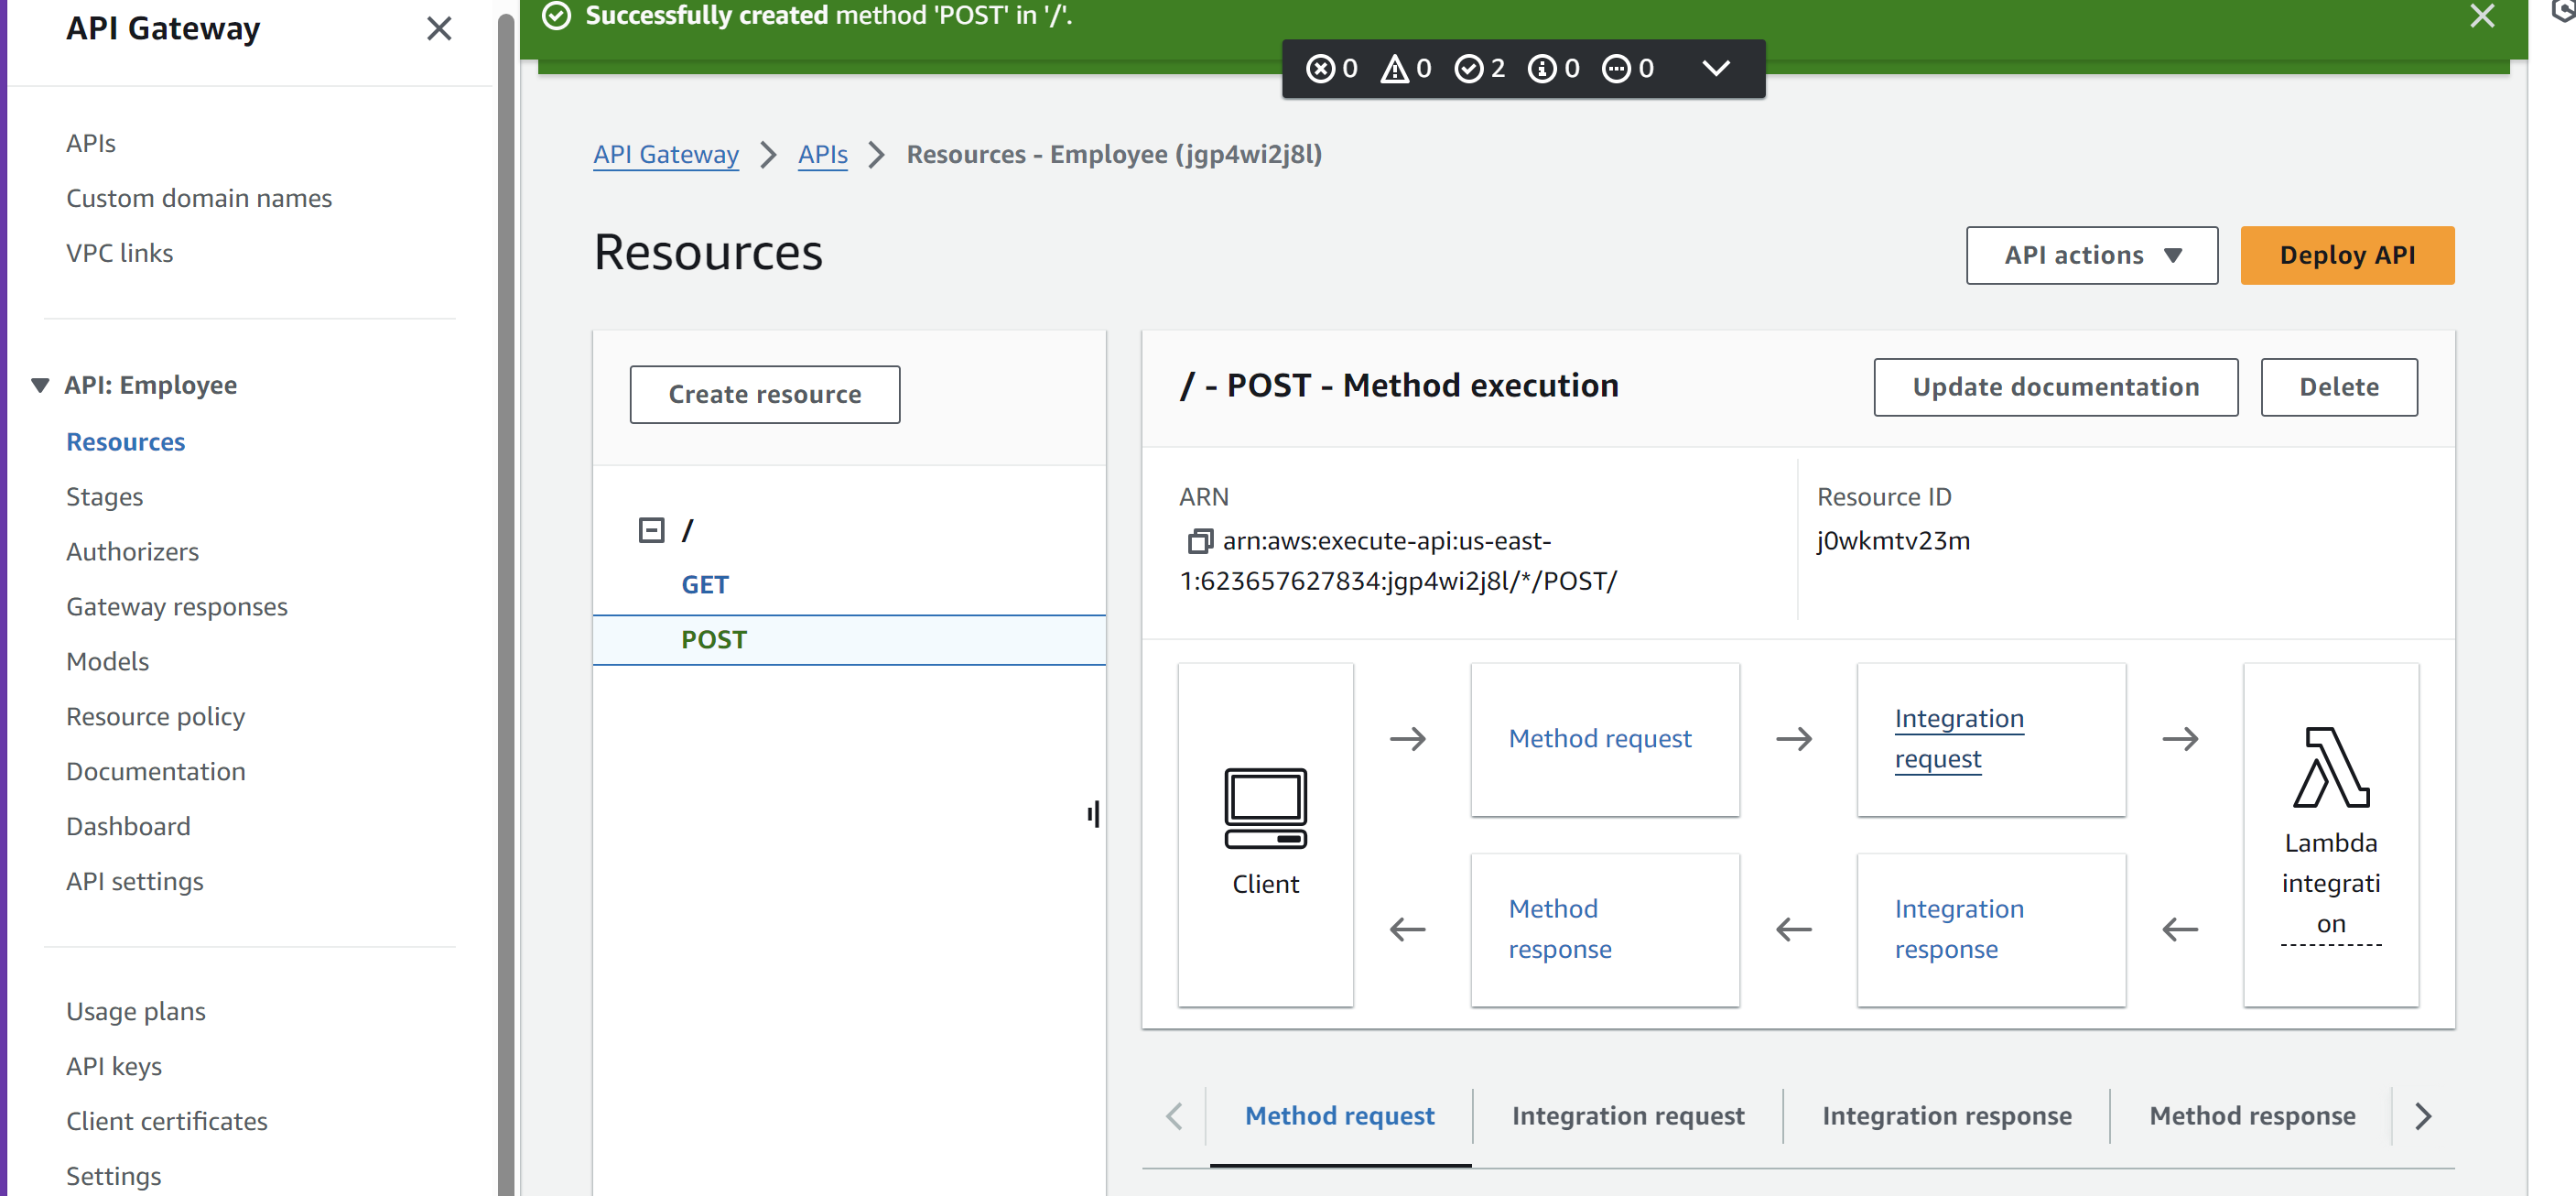 API Gateway
APIs
Custom domain names
VPC links
API: Employee
Resources
Stages
Authorizers
Gateway responses
Models
Resource policy
Documentation
Dashboard
API settings
Usage plans
API keys
Client certificates
Settings
Successfully created method 'POST' in '/'.
0 0 2 0 0
API Gateway > APIs > Resources - Employee (jgp4wi2j8l)
Resources
API actions
Deploy API
Create resource
/
GET
POST
/ - POST - Method execution
Update documentation
Delete
ARN
arn:aws:execute-api:us-east-
1:623657627834:jgp4wi2j8l/*/POST/
Resource ID
j0wkmtv23m
Client
Method request
Integration
request
Lambda
integrati
on
Method
response
Integration
response
Method request
Integration request
Integration response
Method response